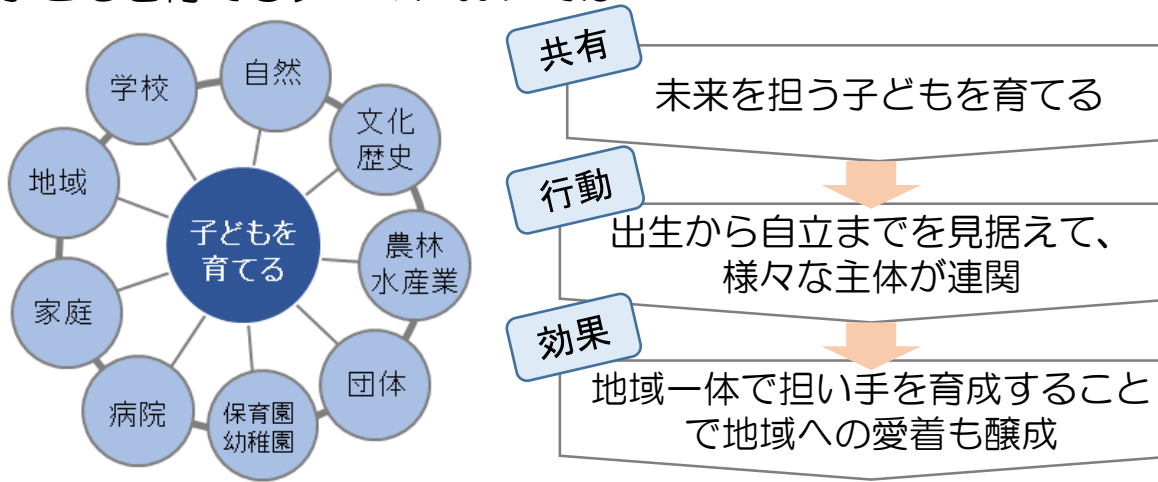 学校
自然
文化
歴史
農林
水産業
団体
保育園
幼稚園
病院
家庭
地域
子どもを
育てる
共有
未来を担う子どもを育てる
行動
出生から自立までを見据えて、
様々な主体が連関
効果
地域一体で担い手を育成すること
で地域への愛着も醸成